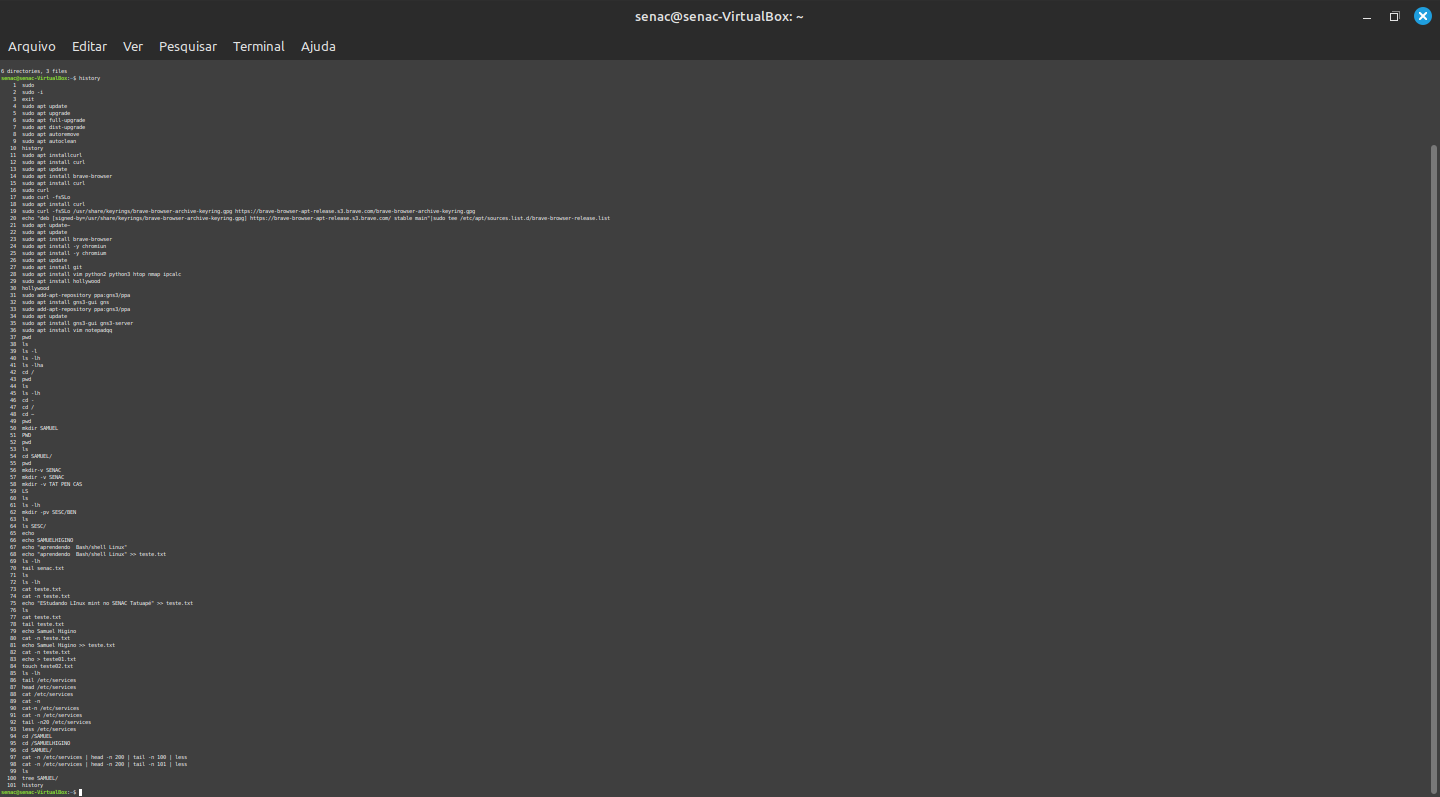 senac@senac-VirtualBox: ~
Arquivo Editar Ver Pesquisar Terminal Ajuda
6 directories, 3 files
senac@senac-VirtualBox:~$ history
1 sudo
2 sudo -i
3 exit
4 sudo apt update
5 sudo apt upgrade
6 sudo apt full-upgrade
7 sudo apt dist-upgrade
8 sudo apt autoremove
9 sudo apt autoclean
10 history
11 sudo apt installcurl
12 sudo apt install curl
13 sudo apt update
14 sudo apt install brave-browser
15 sudo apt install curl
16 sudo curl
17 sudo curl -fsSLo
18 sudo apt install curl
19 sudo curl -fsSLo /usr/share/keyrings/brave-browser-archive-keyring.gpg https://brave-browser-apt-release.s3.brave.com/brave-browser-archive-keyring.gpg
20 echo "deb [signed-by=/usr/share/keyrings/brave-browser-archive-keyring.gpg] https://brave-browser-apt-release.s3.brave.com/ stable main"|sudo tee /etc/apt/sources.list.d/brave-browser-release.list
21 sudo apt update~
22 sudo apt update
23 sudo apt install brave-browser
24 sudo apt install -y chromiun
25 sudo apt install -y chromium
26 sudo apt update
27 sudo apt install git
28 sudo apt install vim python2 python3 htop nmap ipcalc
29 sudo apt install hollywood
30 hollywood
31 sudo add-apt-repository ppa:gns3/ppa
32 sudo apt install gns3-gui gns
33 sudo add-apt-repository ppa:gns3/ppa
34 sudo apt update
35 sudo apt install gns3-gui gns3-server
36 sudo apt install vim notepadqq
37 pwd
38 ls
39 ls -l
40 ls -lh
41 ls -lha
42 cd /
43 pwd
44 ls
45 ls -lh
46 cd -
47 cd /
48 cd ~
49 pwd
50 mkdir SAMUEL
51 PWD
52 pwd
53 ls
54 cd SAMUEL/
55 pwd
56 mkdir-v SENAC
57 mkdir -v SENAC
58 mkdir -v TAT PEN CAS
59 LS
60 ls
61 ls -lh
62 mkdir -pv SESC/BEN
63 ls
64 ls SESC/
65 echo
66 echo SAMUELHIGINO
67 echo "aprendendo  Bash/shell Linux"
68 echo "aprendendo  Bash/shell Linux" >> teste.txt
69 ls -lh
70 tail senac.txt
71 ls
72 ls -lh
73 cat teste.txt
74 cat -n teste.txt
75 echo "EStudando LInux mint no SENAC Tatuapé" >> teste.txt
76 ls
77 cat teste.txt
78 tail teste.txt
79 echo Samuel Higino
80 cat -n teste.txt
81 echo Samuel Higino >> teste.txt
82 cat -n teste.txt
83 echo > teste01.txt
84 touch teste02.txt
85 ls -lh
86 tail /etc/services
87 head /etc/services
88 cat /etc/services
89 cat -n
90 cat-n /etc/services
91 cat -n /etc/services
92 tail -n20 /etc/services
93 less /etc/services
94 cd /SAMUEL
95 cd /SAMUELHIGINO
96 cd SAMUEL/
97 cat -n /etc/services | head -n 200 | tail -n 100 | less
98 cat -n /etc/services | head -n 200 | tail -n 101 | less
99 ls
100 tree SAMUEL/
101 history
senac@senac-VirtualBox:~$